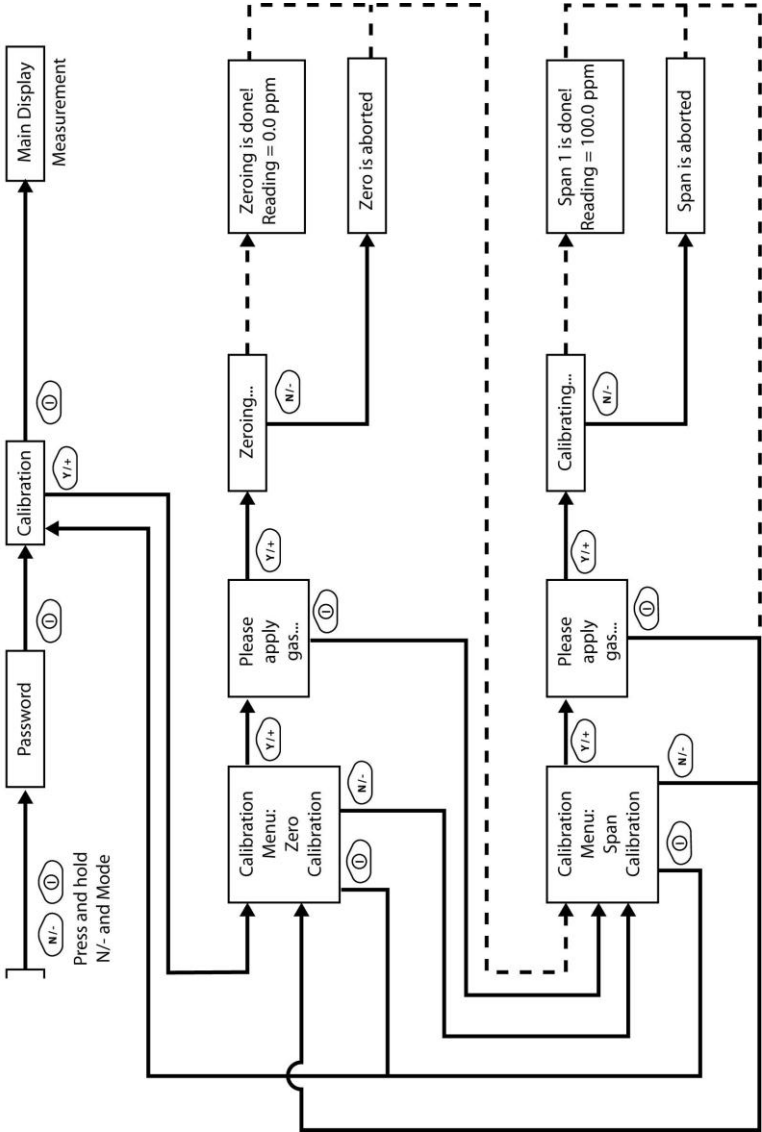 N/-
Press and hold
N/- and Mode
Password
Calibration
Y/+
Main Display
Measurement
Calibration
Menu:
Zero
Calibration
N/-
Y/+
Please
apply
gas...
Y/+
Zeroing...
N/-
Zeroing is done!
Reading = 0.0 ppm
Zero is aborted
Calibration
Menu:
Span
Calibration
N/-
Y/+
Please
apply
gas...
Y/+
Calibrating...
N/-
Span 1 is done!
Reading = 100.0 ppm
Span is aborted